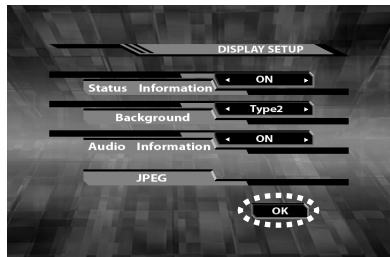 DISPLAY SETUP
Status Information
ON
Background
Type2
Audio Information
ON
JPEG
OK